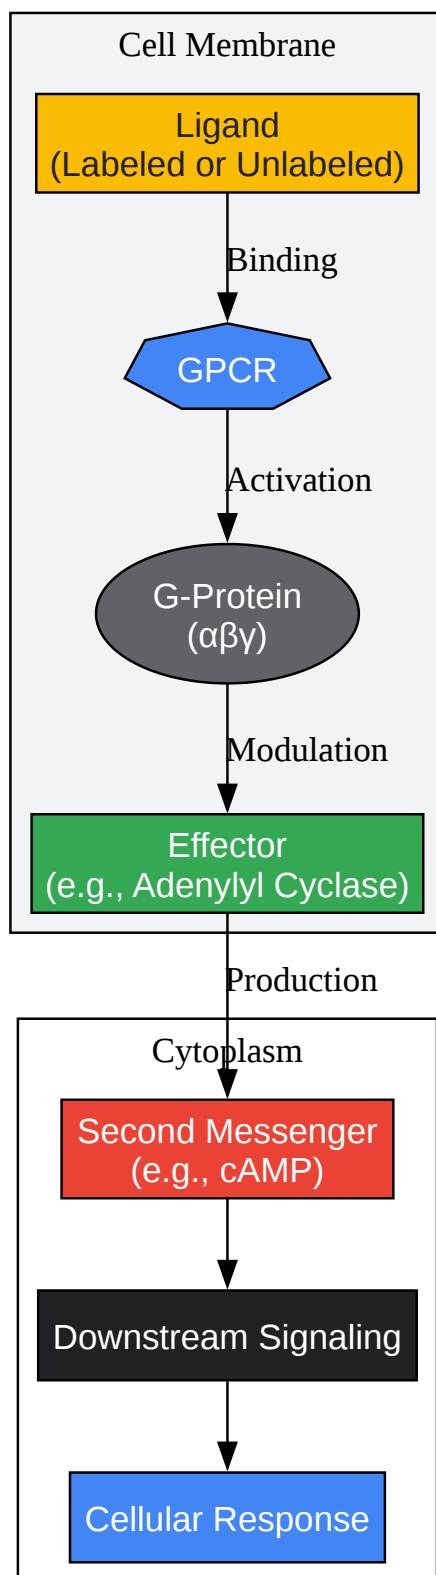 Cell Membrane
Ligand
(Labeled or Unlabeled)
Binding
GPCR
Activation
G-Protein
(αβγ)
Modulation
Effector
(e.g., Adenylyl Cyclase)
Production
Cytoplasm
Second Messenger
(e.g., cAMP)
Downstream Signaling
Cellular Response